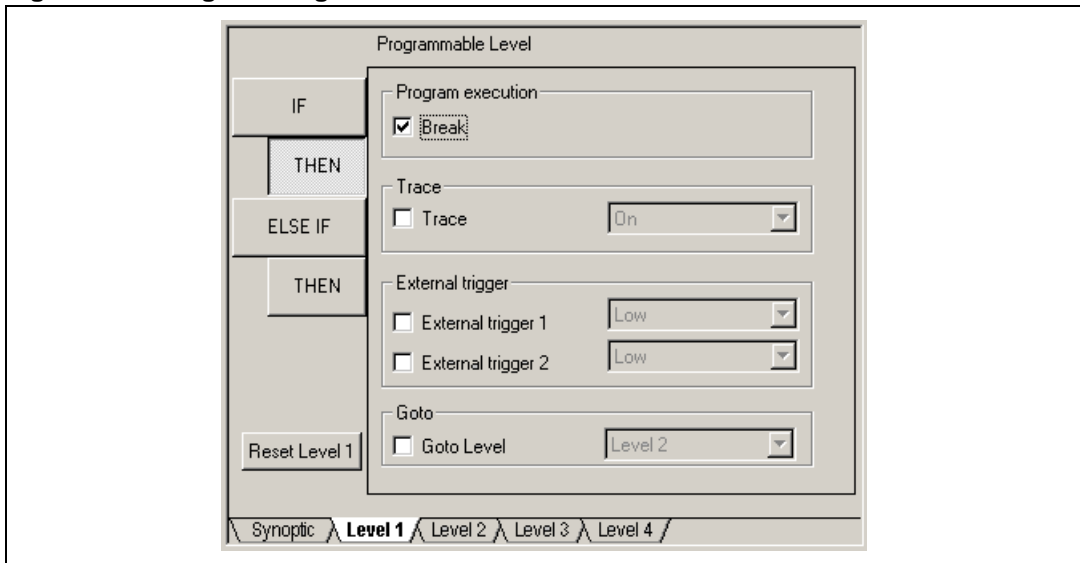 Programmable Level
IF
THEN
ELSE IF
THEN
Reset Level 1
Program execution
Break
Trace
Trace On
External trigger
External trigger 1 Low
External trigger 2 Low
Goto
Goto Level Level 2
Synoptic Level 1 Level 2 Level 3 Level 4